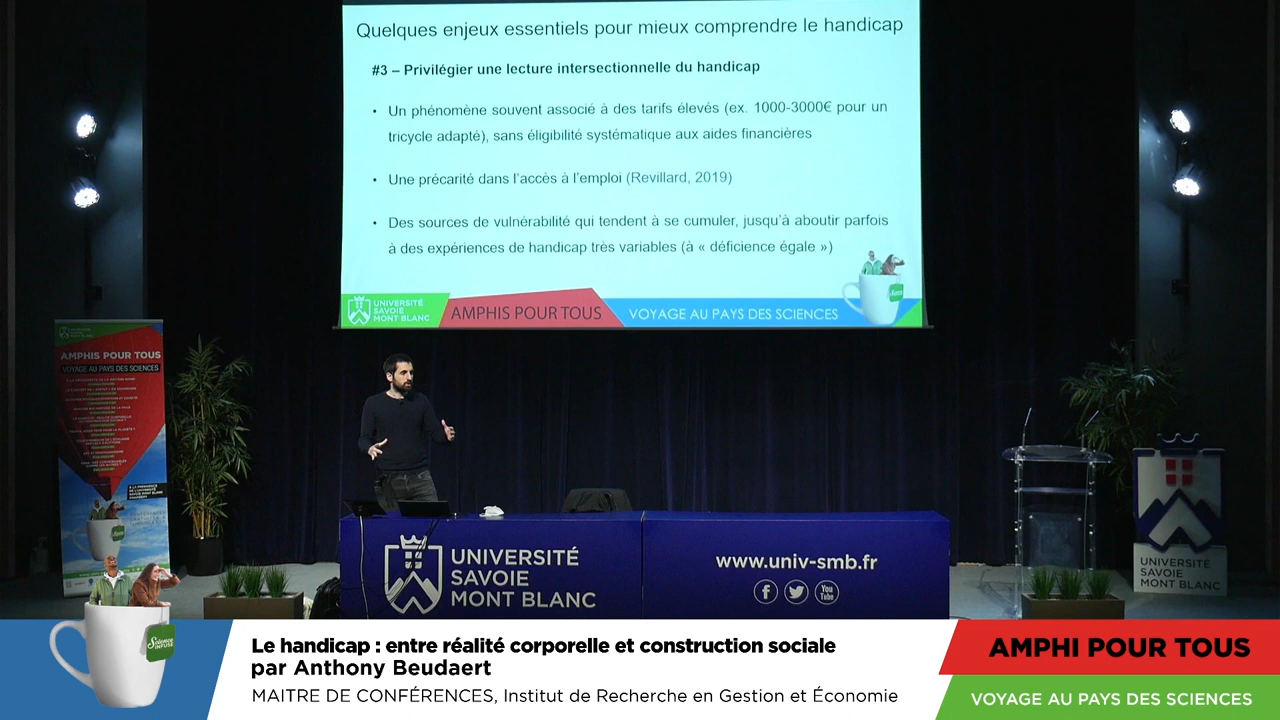 Quelques enjeux essentiels pour mieux comprendre le handicap
#3 – Privilégier une lecture intersectionnelle du handicap
• Un phénomène souvent associé à des tarifs élevés (ex. 1000-3000€ pour un
tricycle adapté), sans éligibilité systématique aux aides financières
• Une précarité dans l'accès à l'emploi (Revillard, 2019)
• Des sources de vulnérabilité qui tendent à se cumuler, jusqu'à aboutir parfois
à des expériences de handicap très variables (à « déficience égale »)
UNIVERSITÉ
SAVOIE
MONT BLANC
AMPHIS POUR TOUS
VOYAGE AU PAYS DES SCIENCES
AMPHIS POUR TOUS
VOYAGE AU PAYS DES SCIENCES
UNIVERSITÉ
SAVOIE
MONT BLANC
www.univ-smb.fr
You
Tube
UNIVERSITÉ
SAVOIE
MONT BLANC
Science
INFUSE
Le handicap : entre réalité corporelle et construction sociale
par Anthony Beudaert
MAITRE DE CONFÉRENCES, Institut de Recherche en Gestion et Économie
AMPHI POUR TOUS
VOYAGE AU PAYS DES SCIENCES